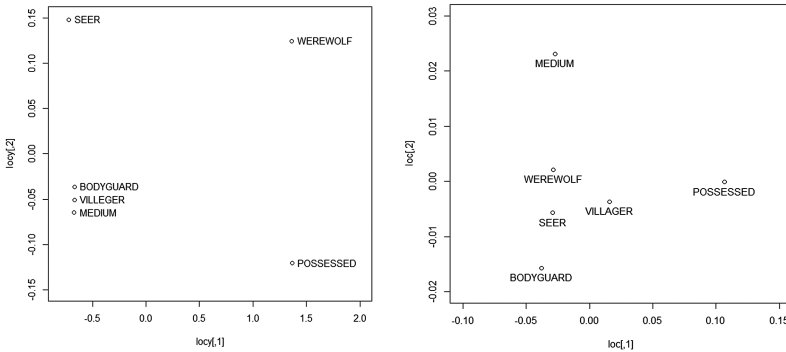 0.15
0.10
0.05
0.00
-0.05
-0.10
-0.15
locy[,2]
SEER
WEREWOLF
BODYGUARD
VILLEGER
MEDIUM
POSSESSED
-0.5 0.0 0.5 1.0 1.5 2.0
locy[,1]
0.03
0.02
0.01
0.00
-0.01
-0.02
loc[,2]
MEDIUM
WEREWOLF
POSSESSED
VILLAGER
SEER
BODYGUARD
-0.10 -0.05 0.00 0.05 0.10 0.15
loc[,1]